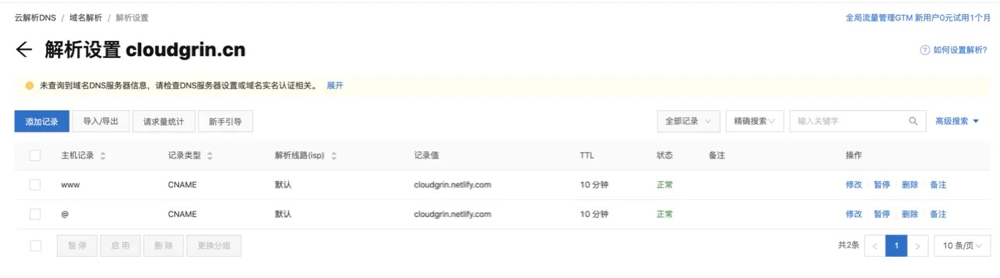 云解析DNS / 域名解析 / 解析设置 全局流量管理GTM 新用户0元试用1个月
← 解析设置 cloudgrin.cn 如何设置解析?
未查询到域名DNS服务器信息，请检查DNS服务器设置或域名实名认证相关。 展开
添加记录 导入/导出 请求量统计 新手引导 全部记录 精确搜索 输入关键字 高级搜索
主机记录 记录类型 解析线路(isp) 记录值 TTL 状态 备注 操作
www CNAME 默认 cloudgrin.netlify.com 10 分钟 正常 修改 暂停 删除 备注
@ CNAME 默认 cloudgrin.netlify.com 10 分钟 正常 修改 暂停 删除 备注
暂停 启用 删除 更换分组 共2条 < 1 > 10 条/页